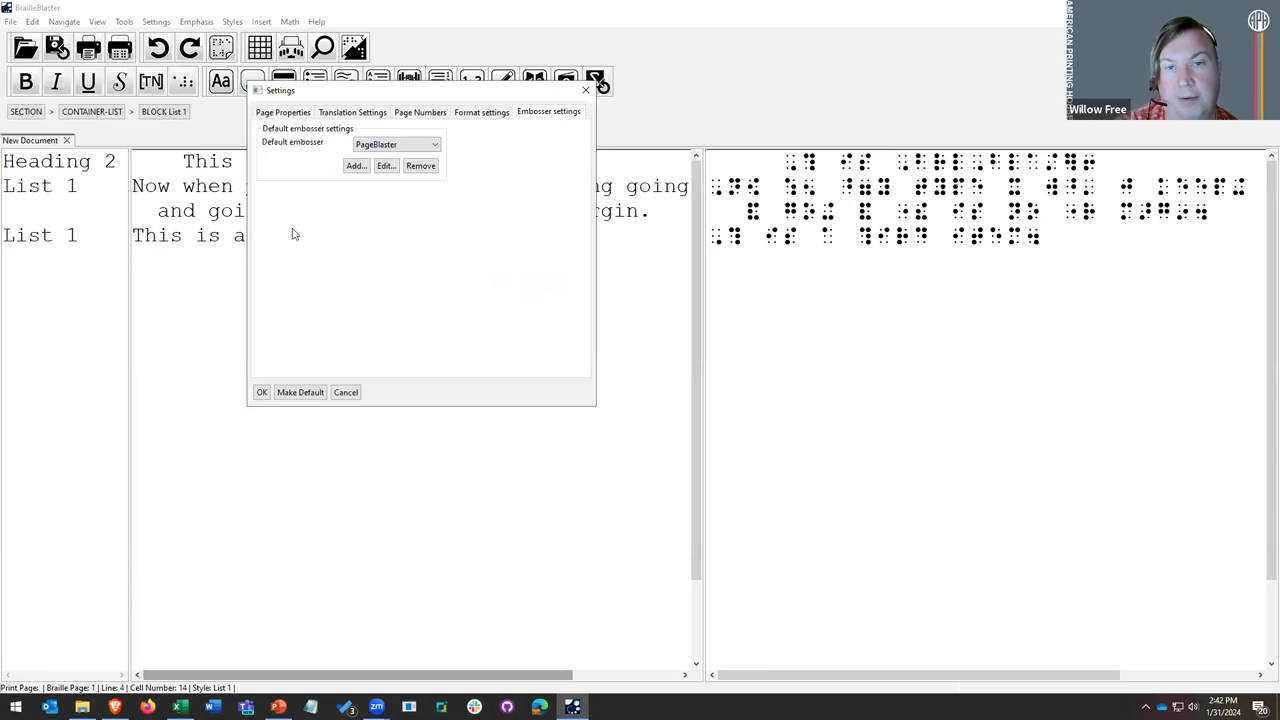 BrailleBlaster
File Edit Navigate View Tools Settings Emphasis Styles Insert Math Help
B I U S [TN] Aa
SECTION > CONTAINER-LIST > BLOCK List 1
New Document
Heading 2 This
List 1 Now when g going
and goi rgin.
List 1 This is a
Settings
Page Properties Translation Settings Page Numbers Format settings Embosser settings
Default embosser settings
Default embosser PageBlaster
Add... Edit... Remove
OK Make Default Cancel
AMERICAN PRINTING HO
APH
Willow Free
Print Page: | Braille Page: 1 | Line: 4 | Cell Number: 14 | Style: List 1 |
2:42 PM
1/31/2024
20